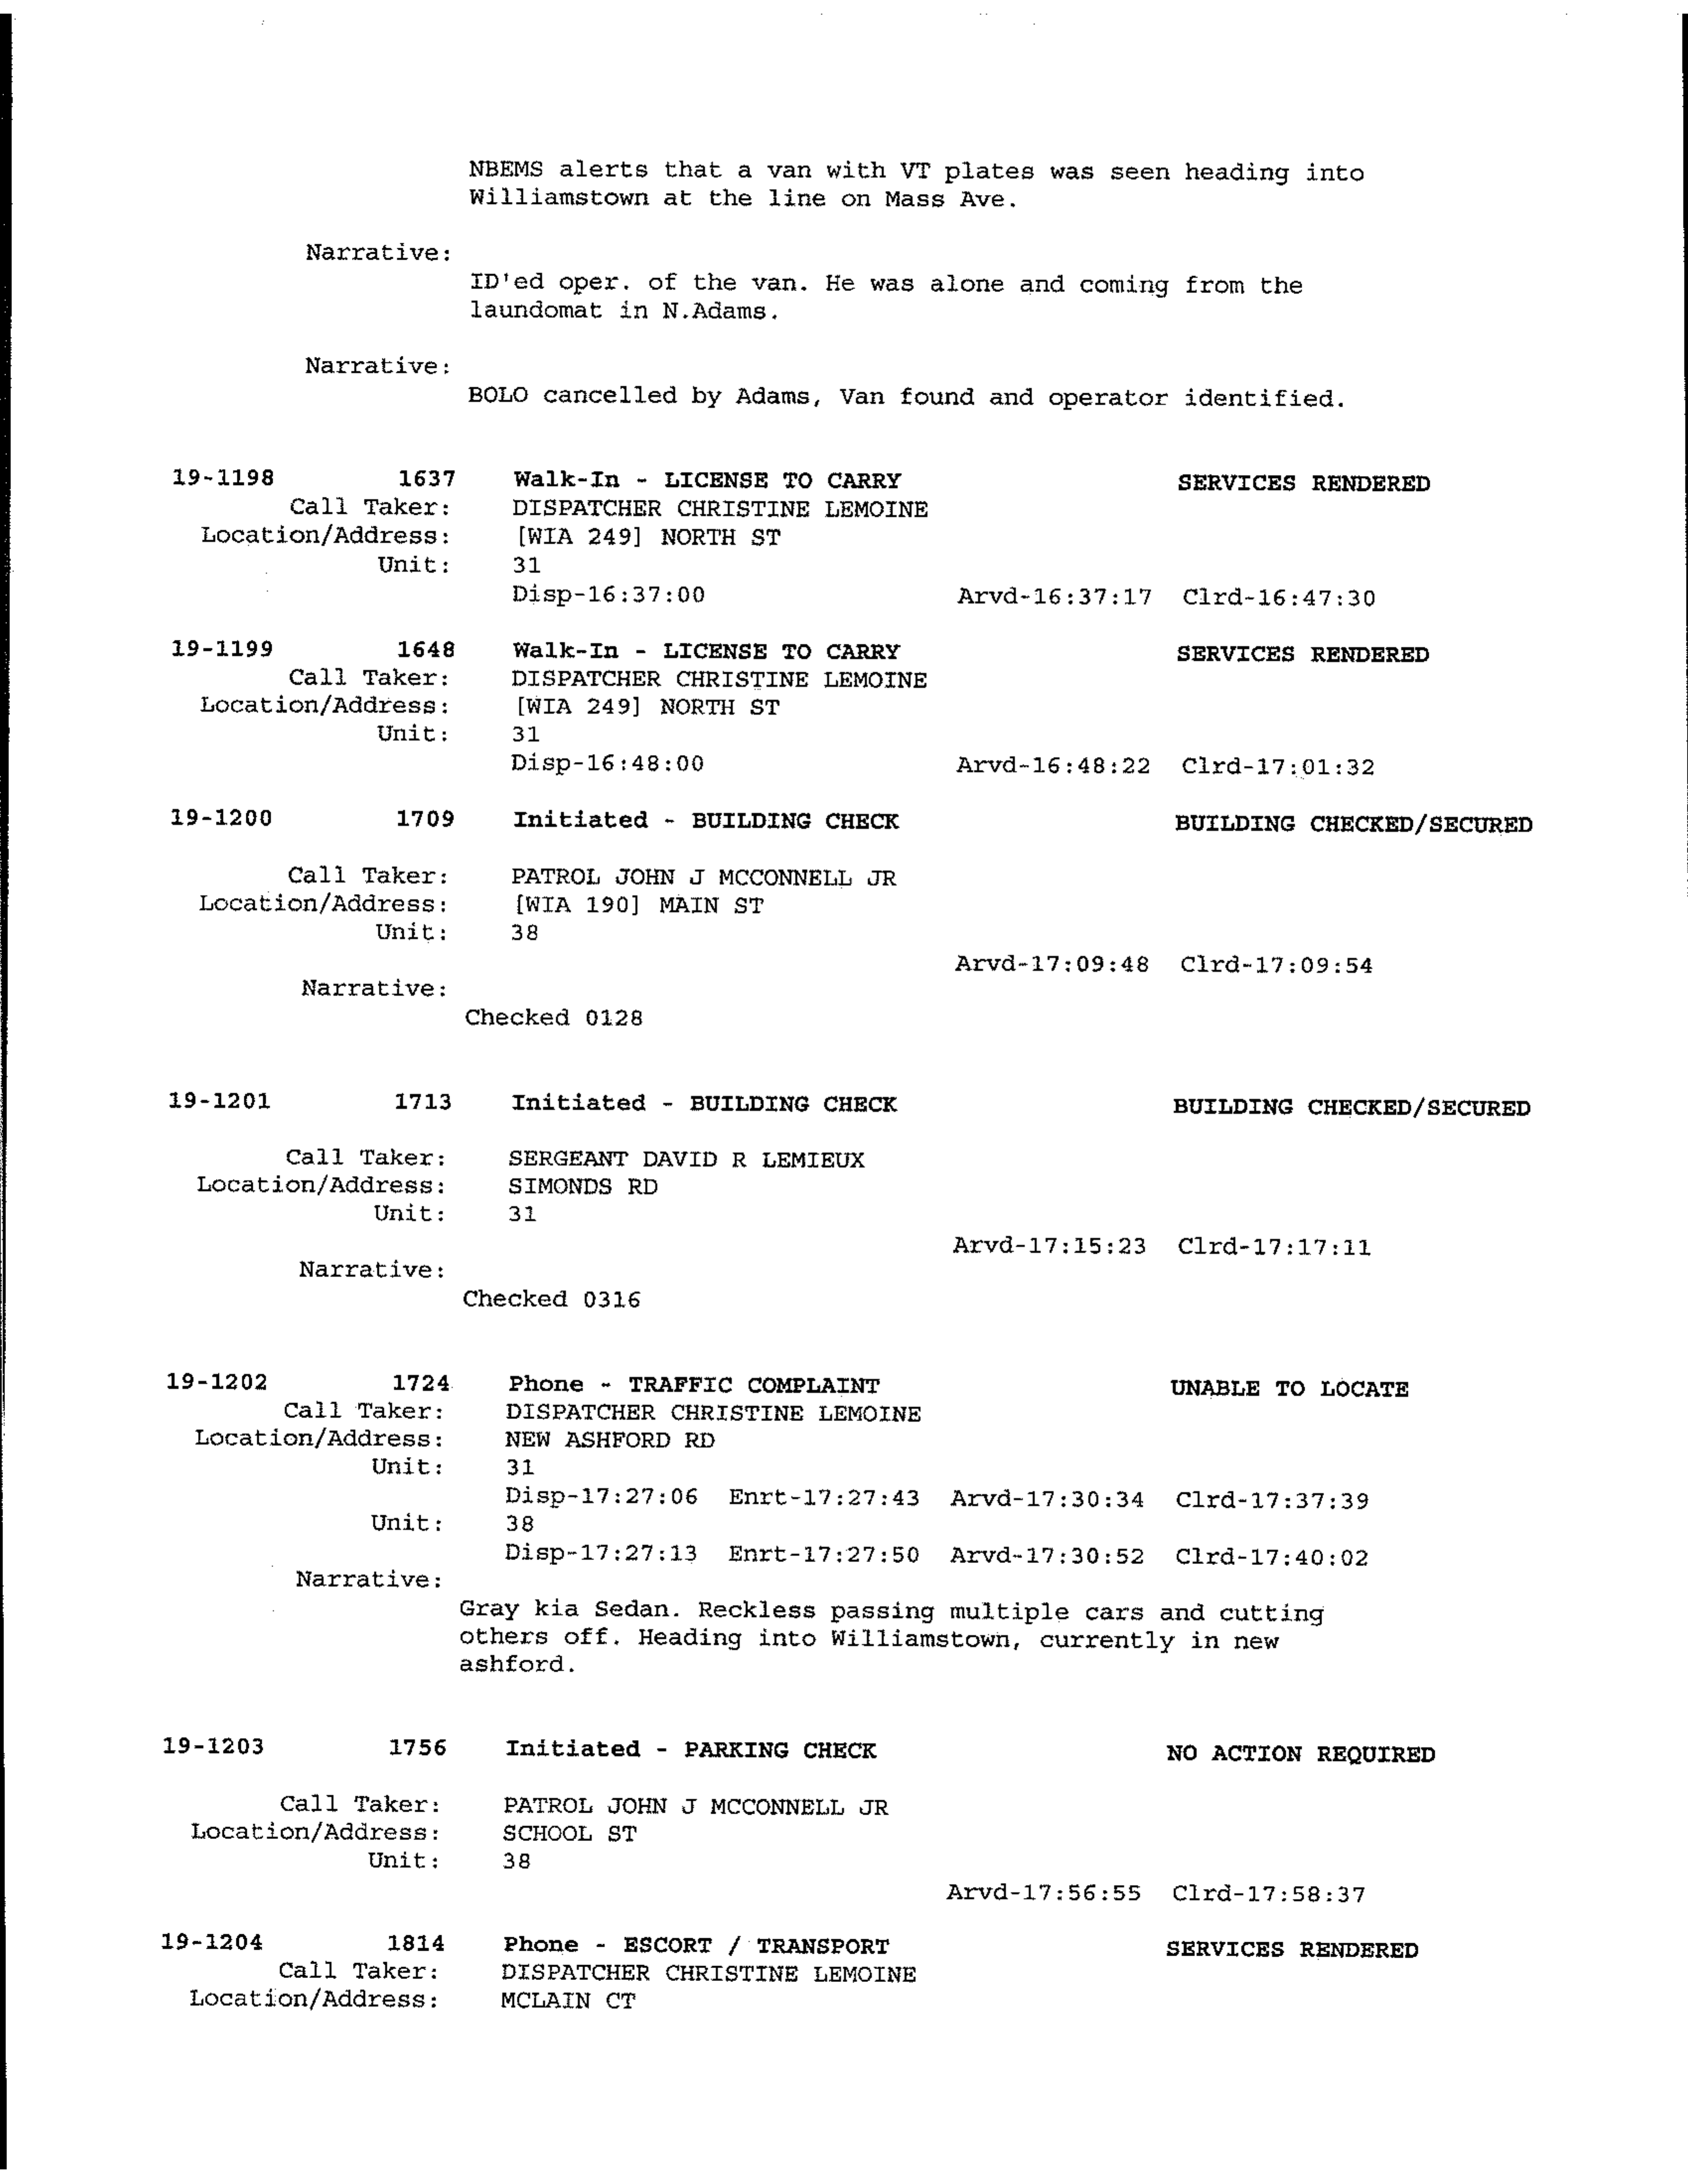 NBEMS alerts that a van with VT plates was seen heading into
Williamstown at the line on Mass Ave.
Narrative:
ID'ed oper. of the van. He was alone and coming from the
laundomat in N.Adams.
Narrative:
BOLO cancelled by Adams, Van found and operator identified.
19-1198 1637 Walk-In - LICENSE TO CARRY SERVICES RENDERED
Call Taker: DISPATCHER CHRISTINE LEMOINE
Location/Address: [WIA 249] NORTH ST
Unit: 31
Disp-16:37:00 Arvd-16:37:17 Clrd-16:47:30
19-1199 1648 Walk-In - LICENSE TO CARRY SERVICES RENDERED
Call Taker: DISPATCHER CHRISTINE LEMOINE
Location/Address: [WIA 249] NORTH ST
Unit: 31
Disp-16:48:00 Arvd-16:48:22 Clrd-17:01:32
19-1200 1709 Initiated - BUILDING CHECK BUILDING CHECKED/SECURED
Call Taker: PATROL JOHN J MCCONNELL JR
Location/Address: [WIA 190] MAIN ST
Unit: 38
Arvd-17:09:48 Clrd-17:09:54
Narrative:
Checked 0128
19-1201 1713 Initiated - BUILDING CHECK BUILDING CHECKED/SECURED
Call Taker: SERGEANT DAVID R LEMIEUX
Location/Address: SIMONDS RD
Unit: 31
Arvd-17:15:23 Clrd-17:17:11
Narrative:
Checked 0316
19-1202 1724 Phone - TRAFFIC COMPLAINT UNABLE TO LOCATE
Call Taker: DISPATCHER CHRISTINE LEMOINE
Location/Address: NEW ASHFORD RD
Unit: 31
Disp-17:27:06 Enrt-17:27:43 Arvd-17:30:34 Clrd-17:37:39
Unit: 38
Disp-17:27:13 Enrt-17:27:50 Arvd-17:30:52 Clrd-17:40:02
Narrative:
Gray kia Sedan. Reckless passing multiple cars and cutting
others off. Heading into Williamstown, currently in new
ashford.
19-1203 1756 Initiated - PARKING CHECK NO ACTION REQUIRED
Call Taker: PATROL JOHN J MCCONNELL JR
Location/Address: SCHOOL ST
Unit: 38
Arvd-17:56:55 Clrd-17:58:37
19-1204 1814 Phone - ESCORT / TRANSPORT SERVICES RENDERED
Call Taker: DISPATCHER CHRISTINE LEMOINE
Location/Address: MCLAIN CT